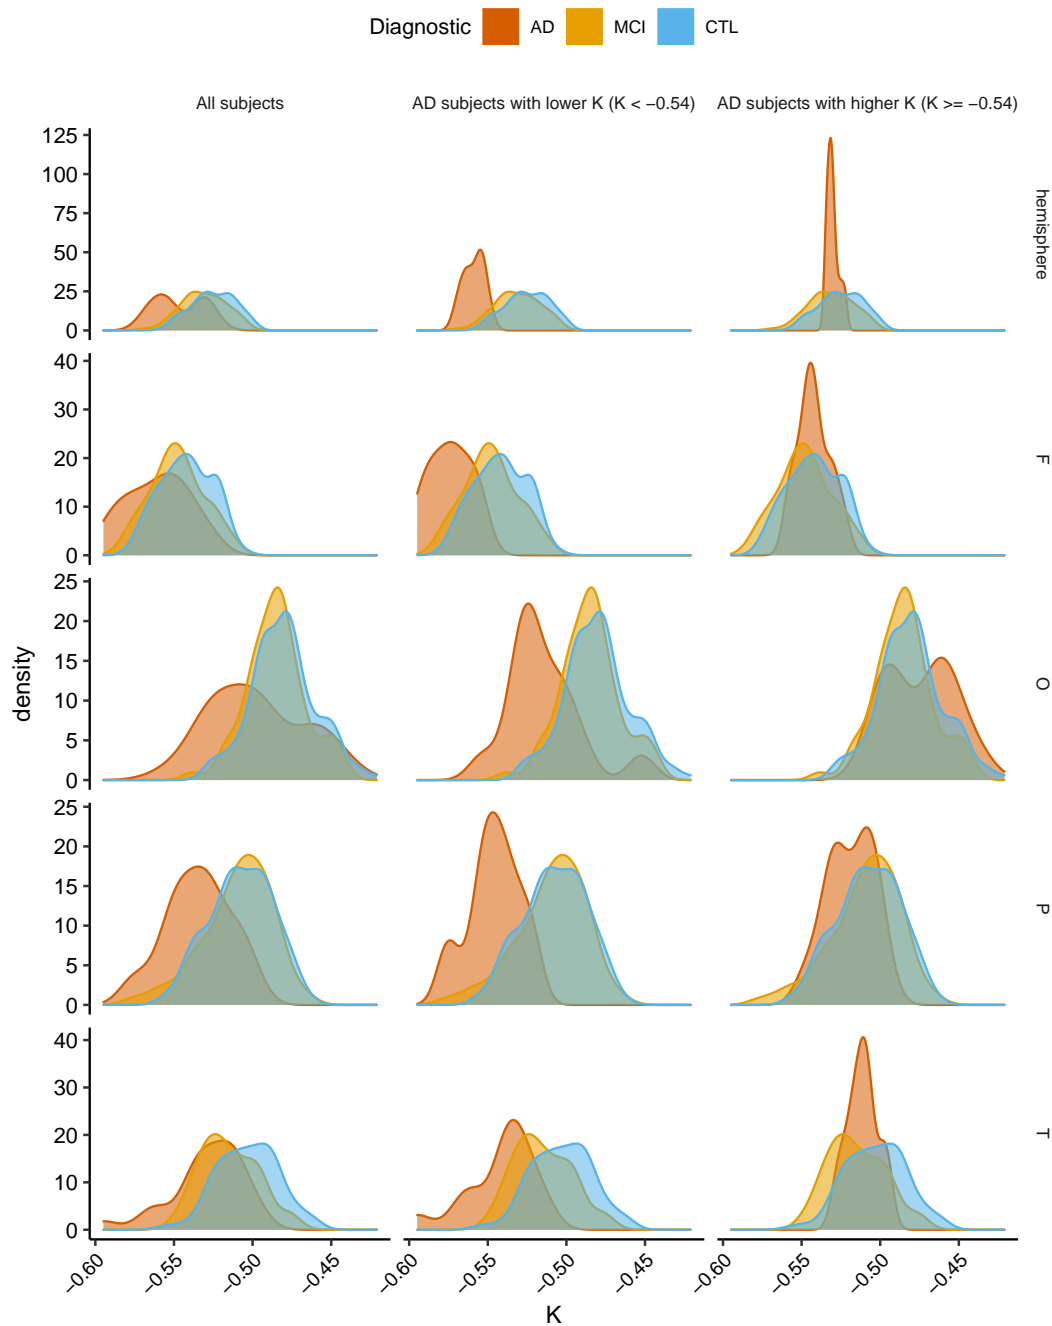 Diagnostic AD MCI CTL
All subjects AD subjects with lower K (K < −0.54) AD subjects with higher K (K >= −0.54)
125
100
75
50
25
0
hemisphere
40
30
20
10
0
F
25
20
15
10
5
0
O
density
25
20
15
10
5
0
P
40
30
20
10
0
T
−0.60 −0.55 −0.50 −0.45 −0.60 −0.55 −0.50 −0.45 −0.60 −0.55 −0.50 −0.45
K